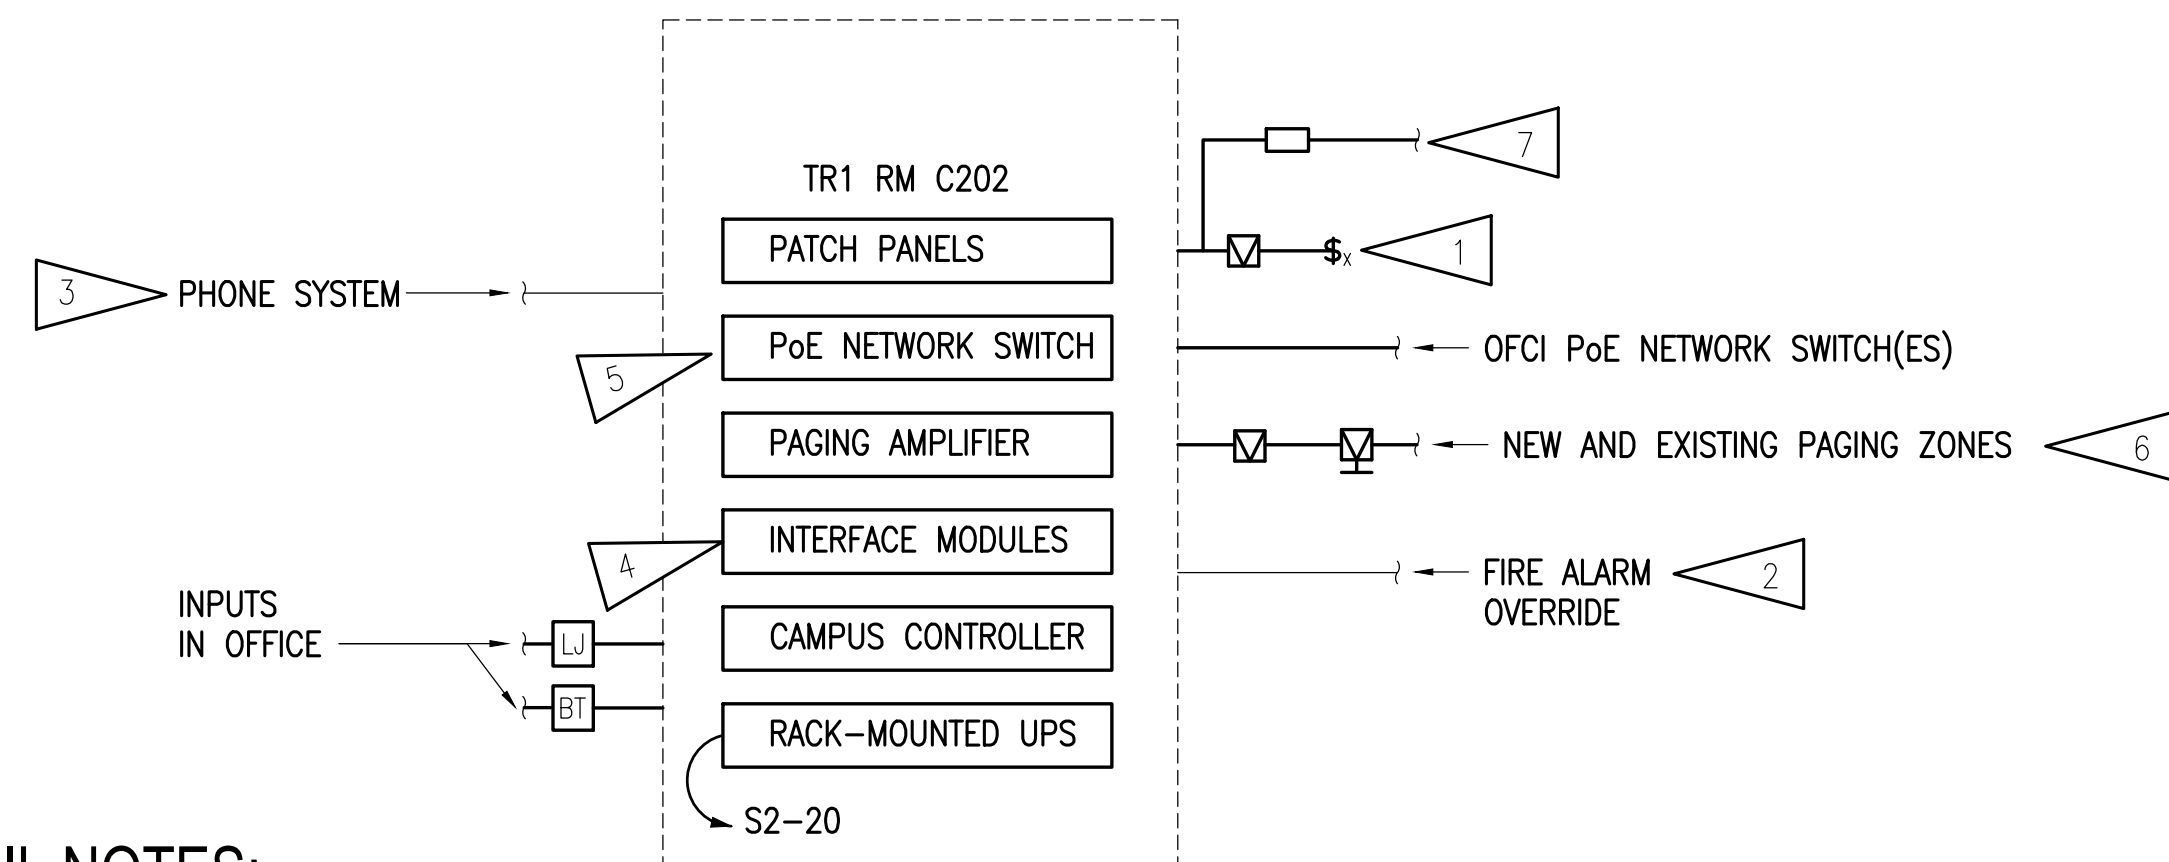 TR1 RM C202
7
PATCH PANELS
$x
1
3
PHONE SYSTEM
PoE NETWORK SWITCH
OFCI PoE NETWORK SWITCH(ES)
5
PAGING AMPLIFIER
NEW AND EXISTING PAGING ZONES
6
INTERFACE MODULES
4
FIRE ALARM
OVERRIDE
2
INPUTS
IN OFFICE
LJ
BT
CAMPUS CONTROLLER
RACK-MOUNTED UPS
S2-20
NOTES: